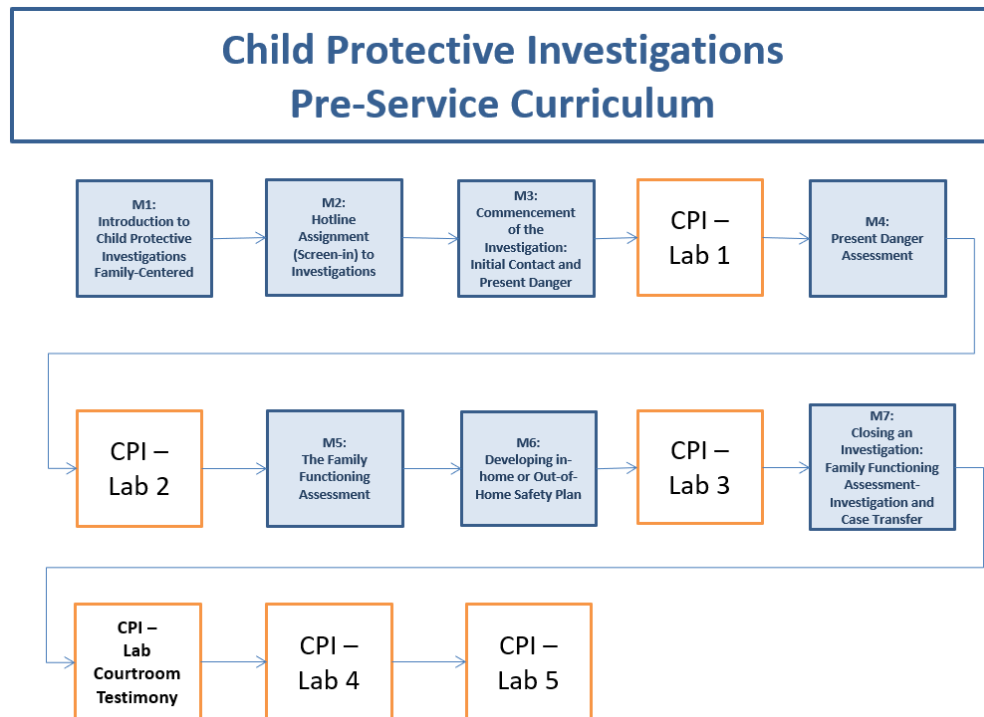 Child Protective Investigations
Pre-Service Curriculum
M1:
Introduction to
Child Protective
Investigations
Family-Centered
M2:
Hotline
Assignment
(Screen-in) to
Investigations
M3:
Commencement
of the
Investigation:
Initial Contact and
Present Danger
CPI –
Lab 1
M4:
Present Danger
Assessment
CPI –
Lab 2
M5:
The Family
Functioning
Assessment
M6:
Developing in-
home or Out-of-
Home Safety Plan
CPI –
Lab 3
M7:
Closing an
Investigation:
Family Functioning
Assessment-
Investigation and
Case Transfer
CPI –
Lab
Courtroom
Testimony
CPI –
Lab 4
CPI –
Lab 5